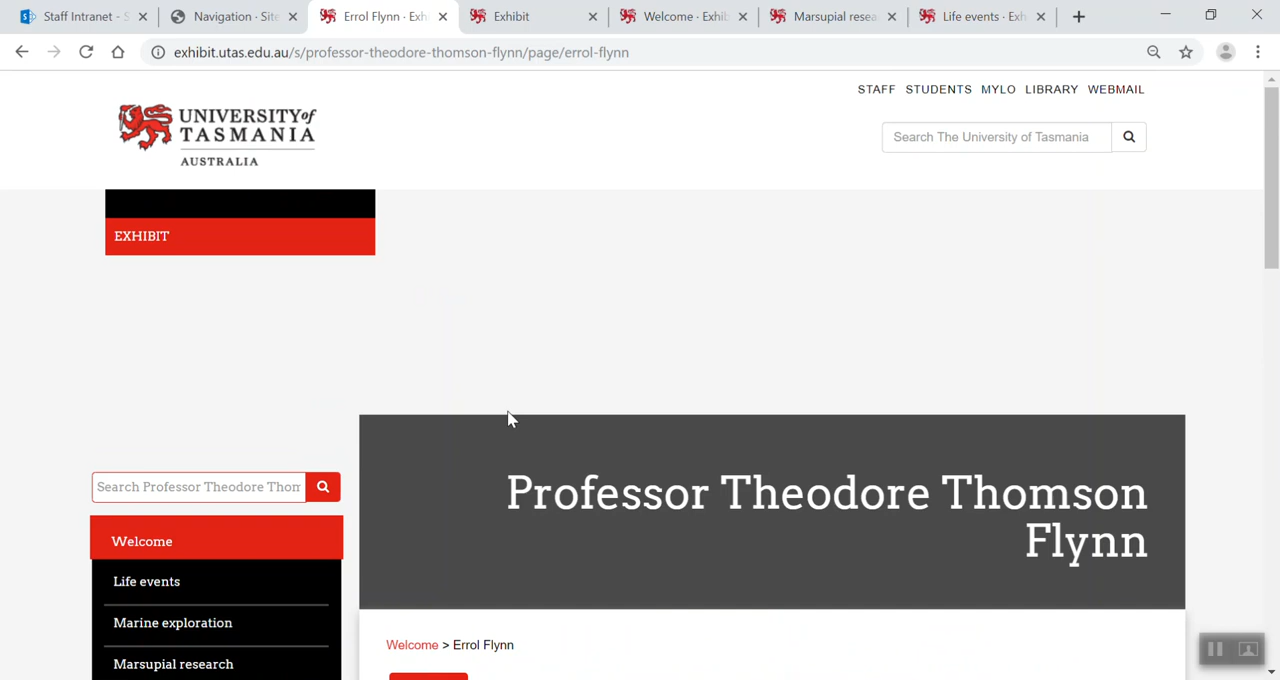 Staff Intranet - S
Navigation · Site
Errol Flynn · Exhi
Exhibit
Welcome · Exhib
Marsupial resea
Life events · Exh
exhibit.utas.edu.au/s/professor-theodore-thomson-flynn/page/errol-flynn
STAFF STUDENTS MYLO LIBRARY WEBMAIL
UNIVERSITY of
TASMANIA
AUSTRALIA
Search The University of Tasmania
EXHIBIT
Search Professor Theodore Thom
Professor Theodore Thomson
Flynn
Welcome
Life events
Marine exploration
Marsupial research
Welcome > Errol Flynn